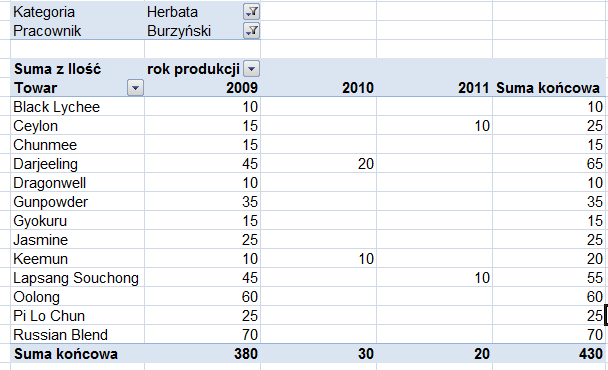 Kategoria Herbata
Pracownik Burzyński
Suma z Ilość rok produkcji
Towar 2009 2010 2011 Suma końcowa
Black Lychee 10 10
Ceylon 15 10 25
Chunmee 15 15
Darjeeling 45 20 65
Dragonwell 10 10
Gunpowder 35 35
Gyokuru 15 15
Jasmine 25 25
Keemun 10 10 20
Lapsang Souchong 45 10 55
Oolong 60 60
Pi Lo Chun 25 25
Russian Blend 70 70
Suma końcowa 380 30 20 430